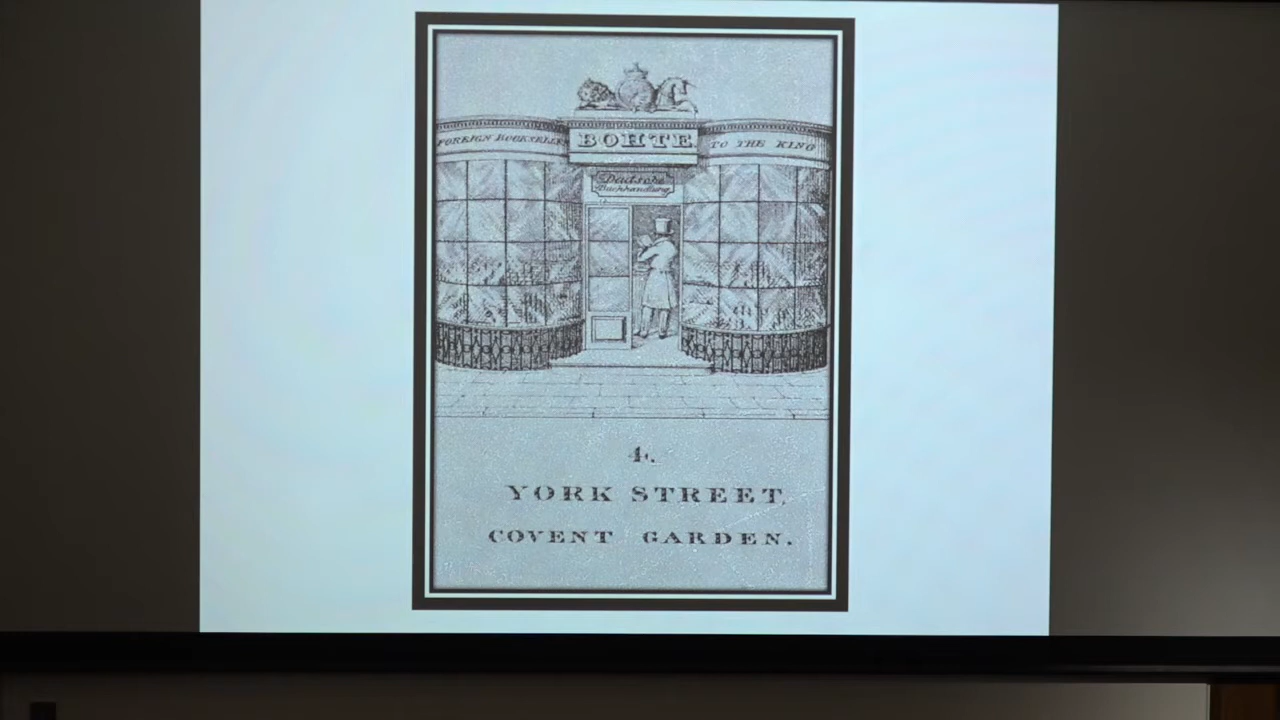 FOREIGN BOOKSELLER
BOHTE.
TO THE KING
Deutsche
Buchhandlung
4.
YORK STREET,
COVENT GARDEN.